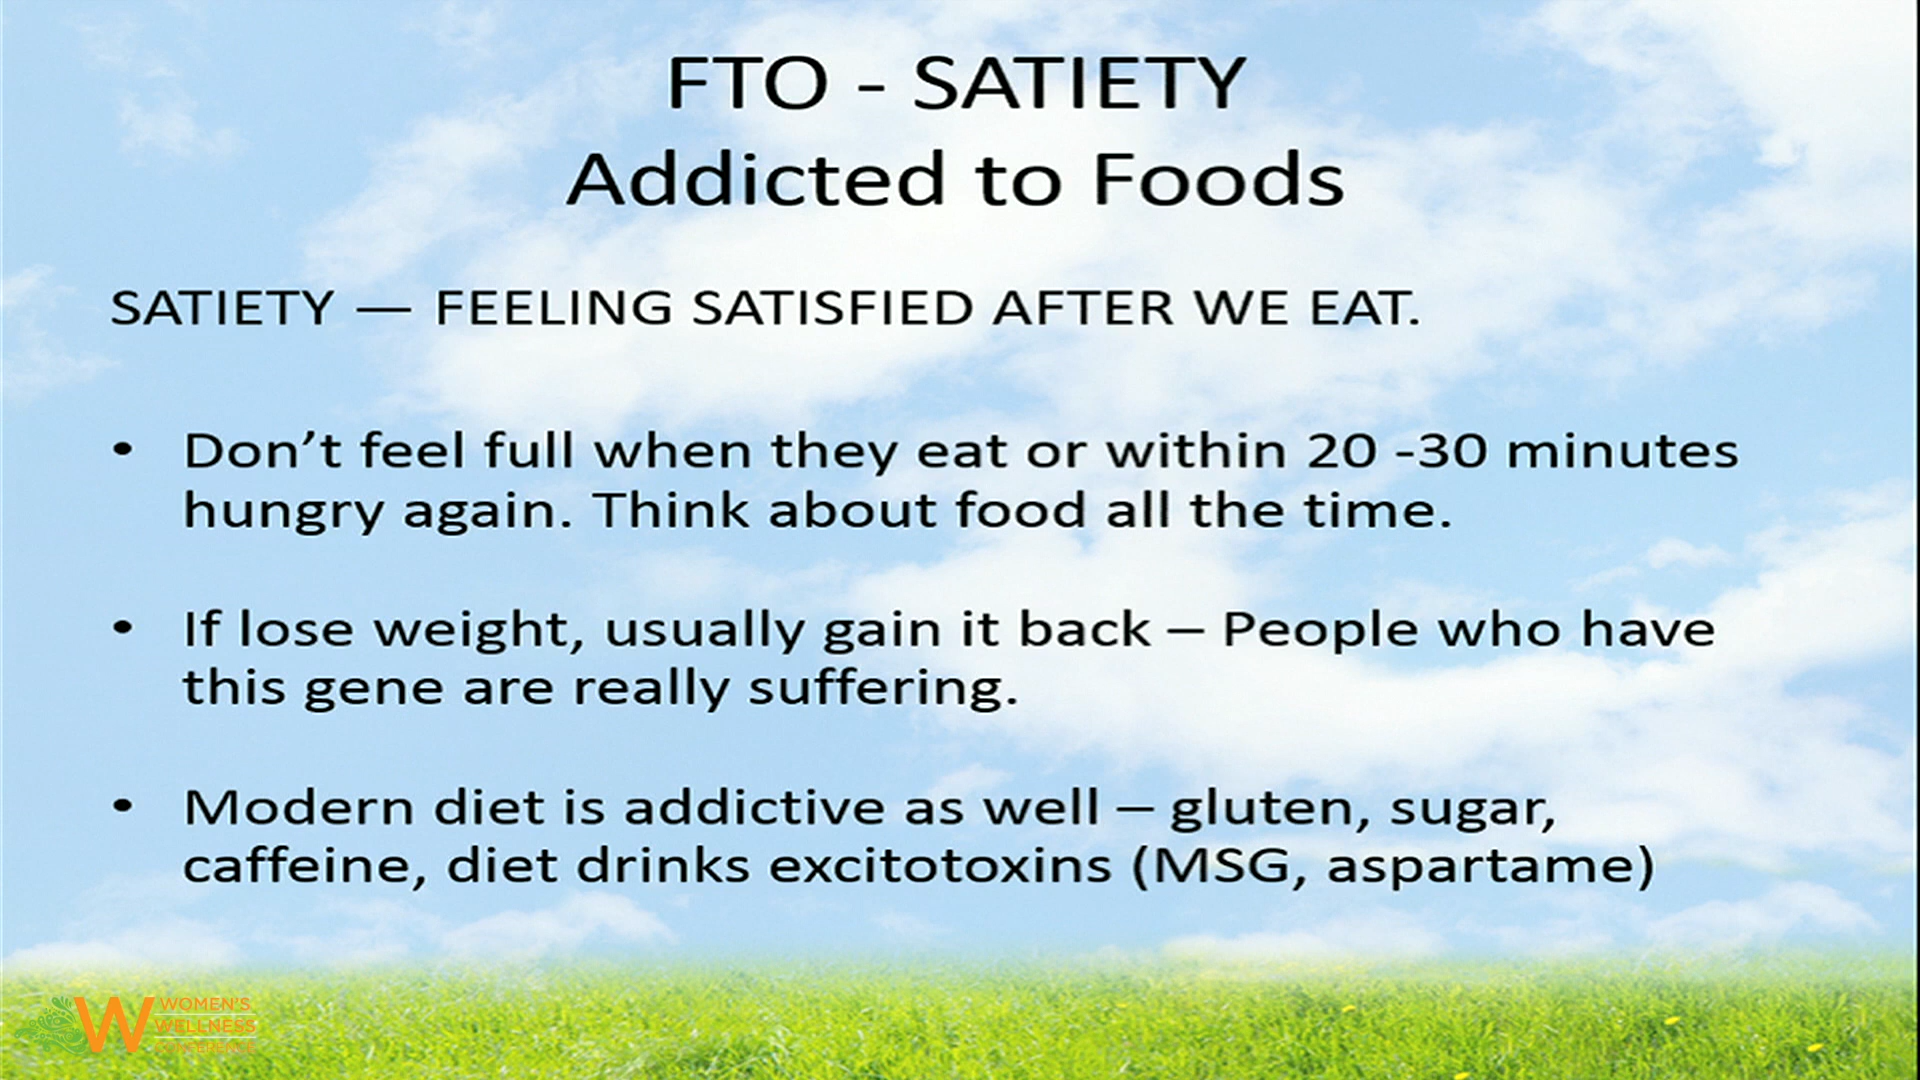 FTO - SATIETY
Addicted to Foods
SATIETY — FEELING SATISFIED AFTER WE EAT.
• Don’t feel full when they eat or within 20 -30 minutes
hungry again. Think about food all the time.
• If lose weight, usually gain it back – People who have
this gene are really suffering.
• Modern diet is addictive as well – gluten, sugar,
caffeine, diet drinks excitotoxins (MSG, aspartame)
W WOMEN'S
WELLNESS
CONFERENCE